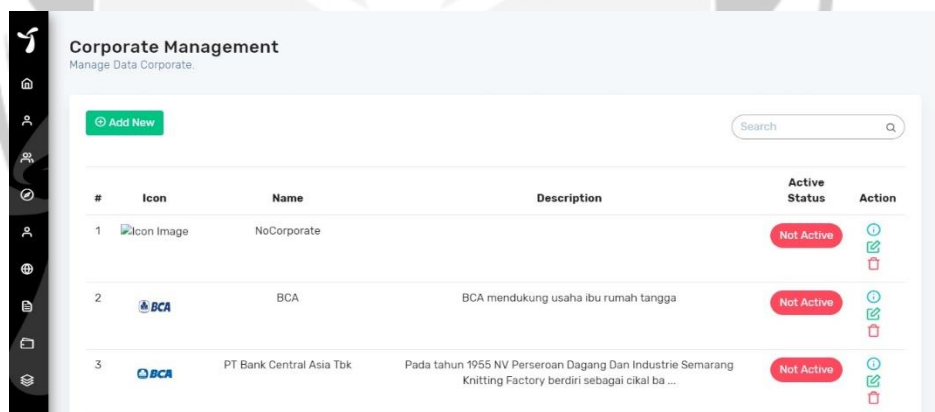 Corporate Management
Manage Data Corporate.
Add New
Search
# Icon Name Description Active Status Action
1 Icon Image NoCorporate Not Active
2 BCA BCA BCA mendukung usaha ibu rumah tangga Not Active
3 BCA PT Bank Central Asia Tbk Pada tahun 1955 NV Perseroan Dagang Dan Industrie Semarang Not Active
Knitting Factory berdiri sebagai cikal ba ...